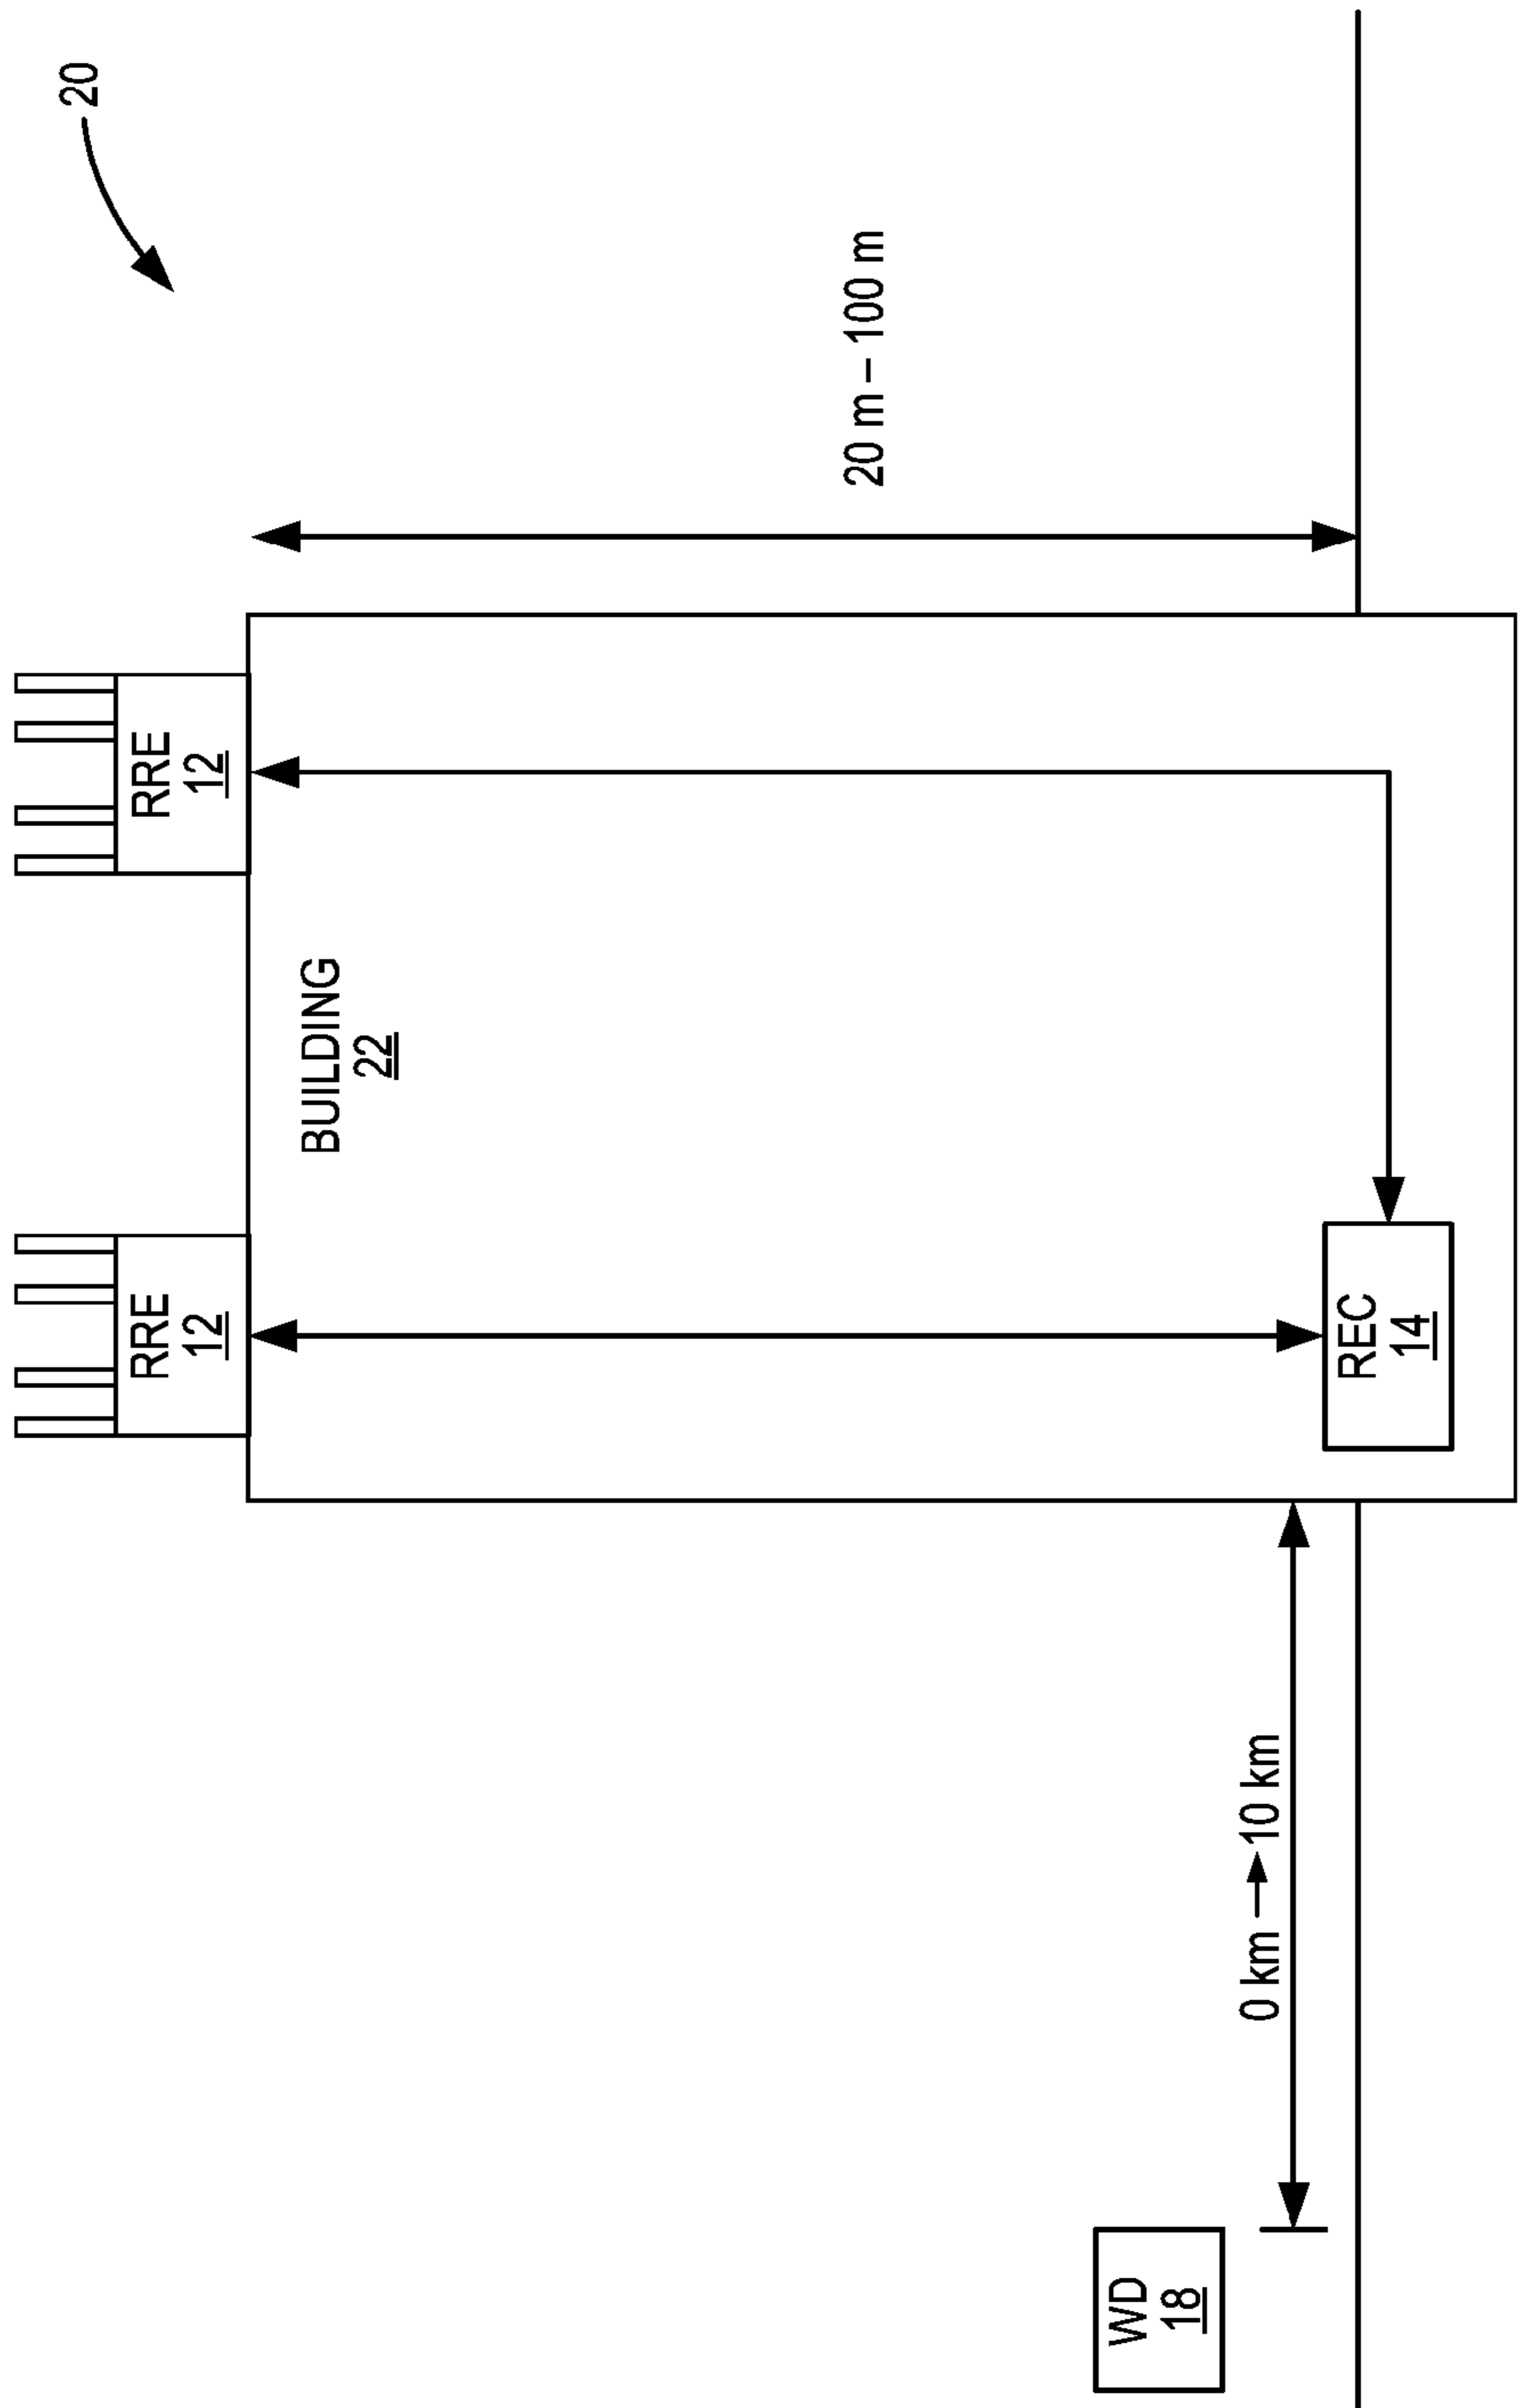 20
RRE
12
RRE
12
BUILDING
22
20 m – 100 m
0 km → 10 km
WD
18
REC
14